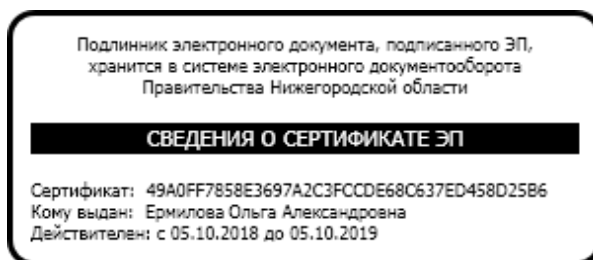 Подлинник электронного документа, подписанного ЭП,
хранится в системе электронного документооборота
Правительства Нижегородской области
СВЕДЕНИЯ О СЕРТИФИКАТЕ ЭП
Сертификат: 49A0FF7858E3697A2C3FCCDE68C637ED458D25B6
Кому выдан: Ермилова Ольга Александровна
Действителен: с 05.10.2018 до 05.10.2019